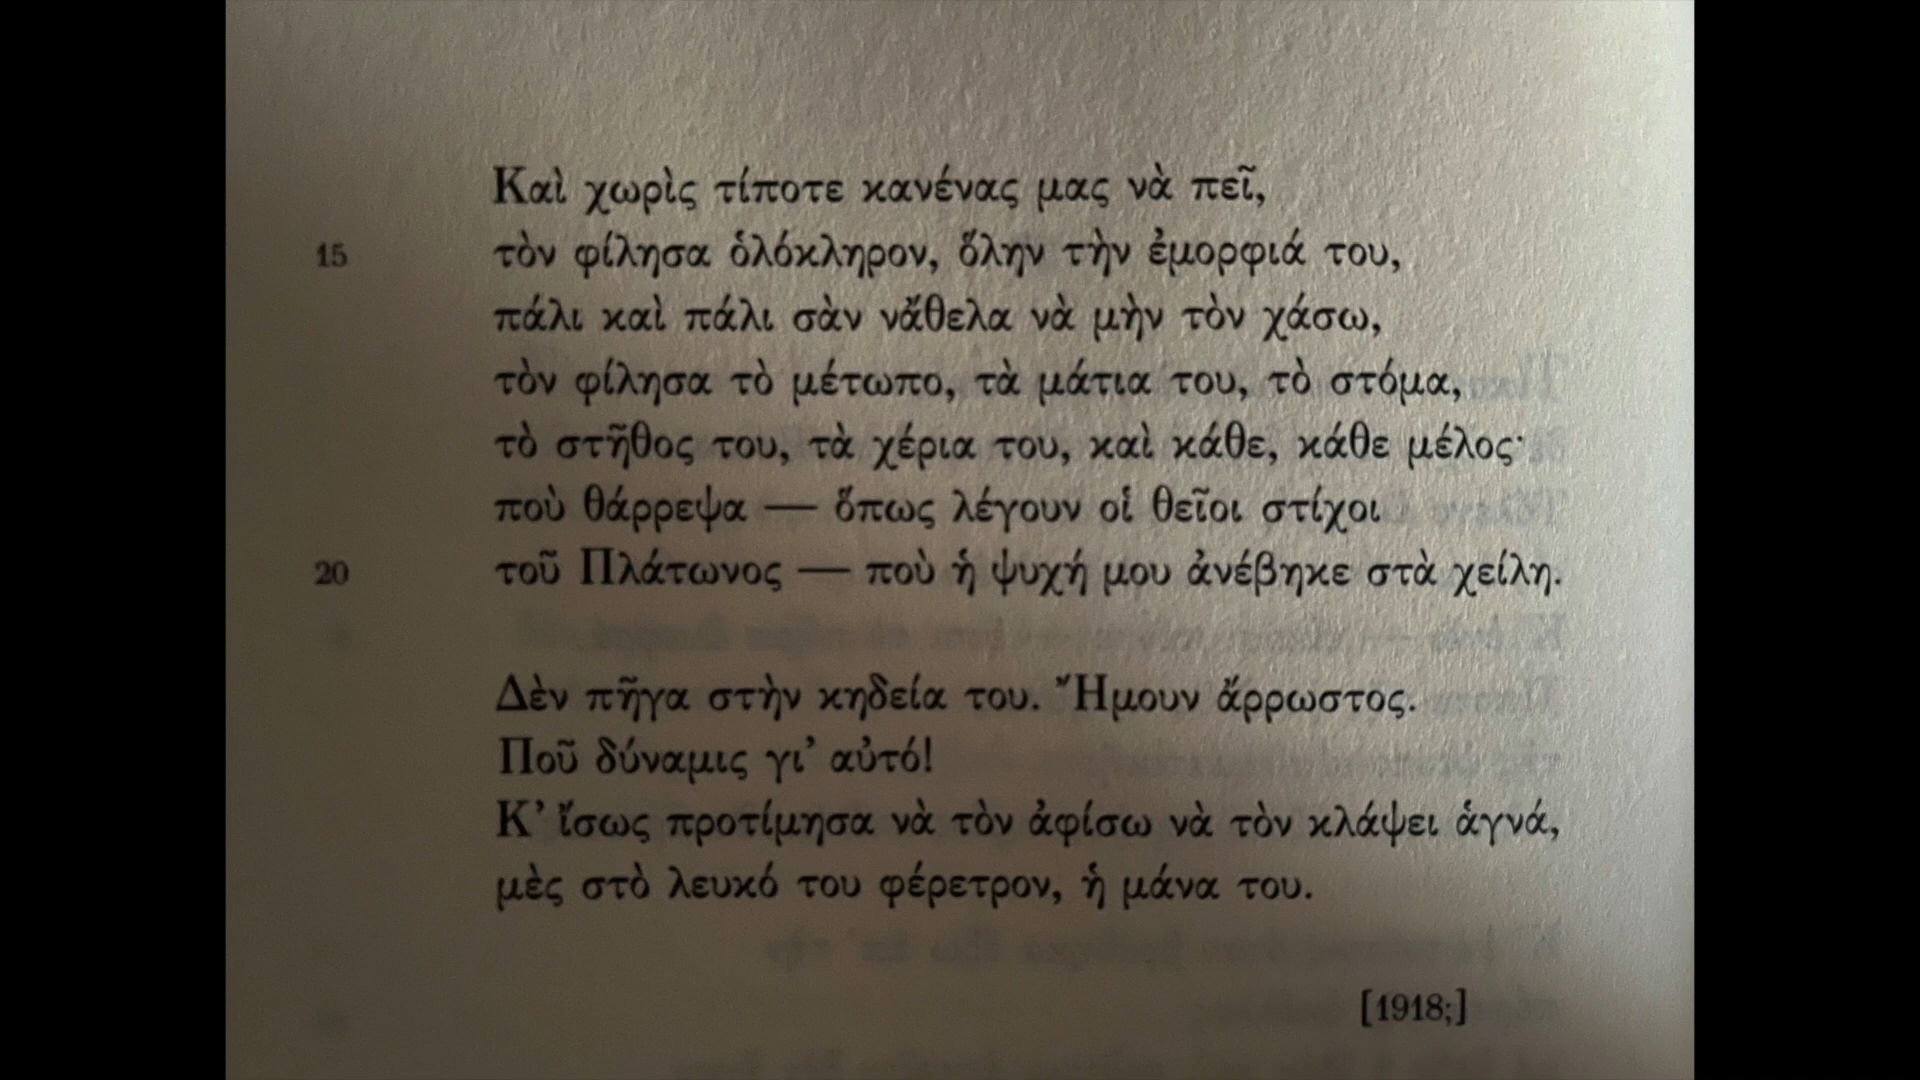 Καὶ χωρὶς τίποτε κανένας μας νὰ πεῖ,
15 τὸν φίλησα ὁλόκληρον, ὅλην τὴν ἐμορφιά του,
πάλι καὶ πάλι σὰν νἄθελα νὰ μὴν τὸν χάσω,
τὸν φίλησα τὸ μέτωπο, τὰ μάτια του, τὸ στόμα,
τὸ στῆθος του, τὰ χέρια του, καὶ κάθε, κάθε μέλος·
ποὺ θάρρεψα — ὅπως λέγουν οἱ θεῖοι στίχοι
20 τοῦ Πλάτωνος — ποὺ ἡ ψυχή μου ἀνέβηκε στὰ χείλη.
Δὲν πῆγα στὴν κηδεία του. Ἤμουν ἄρρωστος.
Ποῦ δύναμις γι’ αὐτό!
Κ’ ἴσως προτίμησα νὰ τὸν ἀφίσω νὰ τὸν κλάψει ἁγνά,
μὲς στὸ λευκό του φέρετρον, ἡ μάνα του.
[1918;]